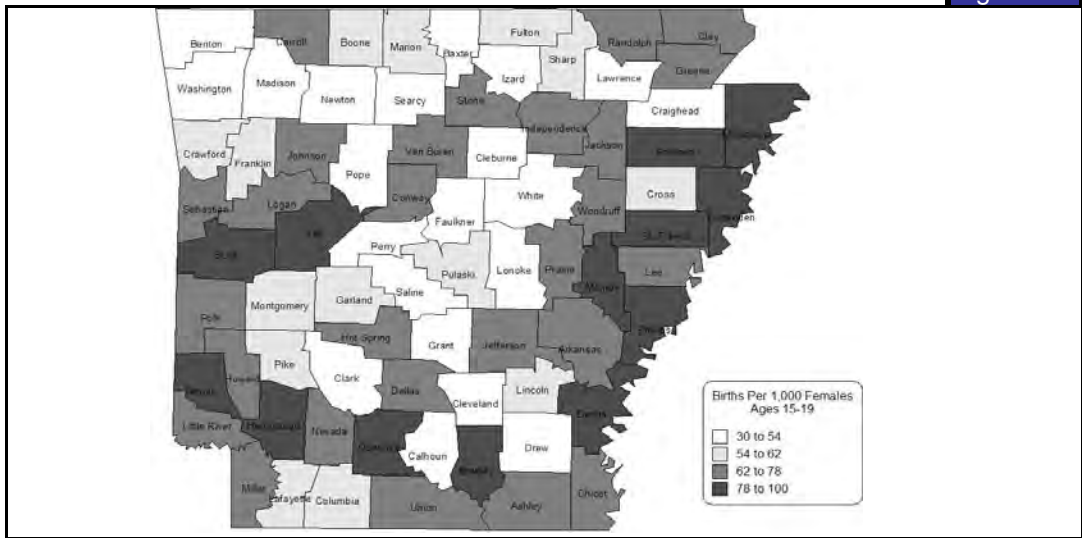 Benton
Carroll
Boone
Marion
Baxter
Fulton
Sharp
Randolph
Clay
Washington
Madison
Newton
Searcy
Stone
Izard
Lawrence
Greene
Craighead
Crawford
Franklin
Johnson
Pope
Van Buren
Cleburne
Independence
Jackson
Cross
Sebastian
Logan
Conway
Faulkner
White
Woodruff
St. Francis
Scott
Yell
Perry
Saline
Pulaski
Lonoke
Prairie
Lee
Polk
Montgomery
Garland
Hot Spring
Grant
Jefferson
Arkansas
Howard
Pike
Clark
Dallas
Cleveland
Lincoln
Little River
Nevada
Calhoun
Drew
Miller
Lafayette
Columbia
Union
Ashley
Chicot
Births Per 1,000 Females
Ages 15-19
30 to 54
54 to 62
62 to 78
78 to 100